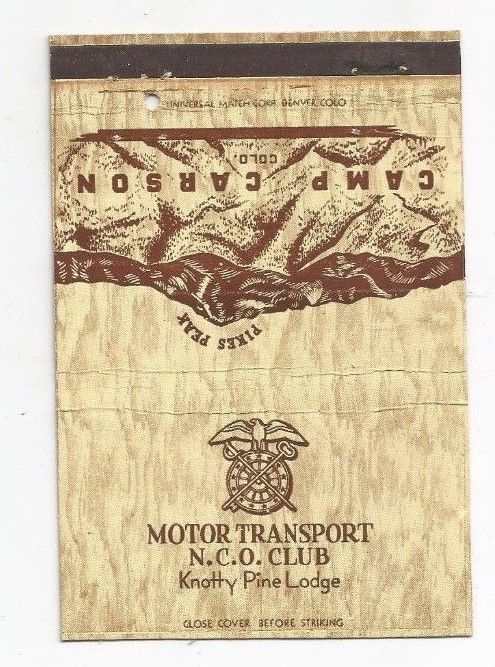 UNIVERSAL MATCH CORP. DENVER, COLO
CAMP CARSON
COLO.
PIKES PEAK
MOTOR TRANSPORT
N.C.O. CLUB
Knotty Pine Lodge
CLOSE COVER BEFORE STRIKING